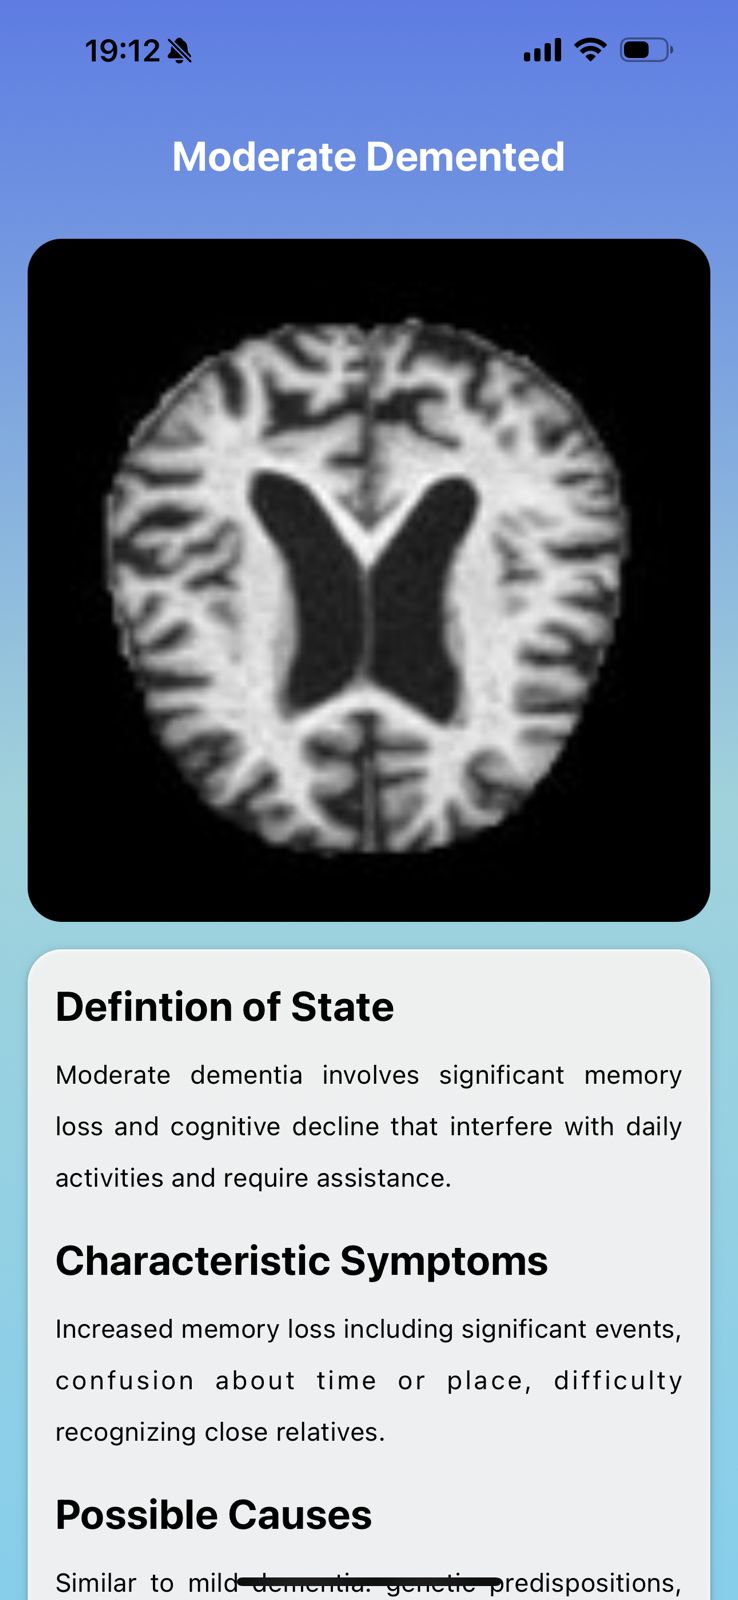 19:12
Moderate Demented
Defintion of State
Moderate dementia involves significant memory
loss and cognitive decline that interfere with daily
activities and require assistance.
Characteristic Symptoms
Increased memory loss including significant events,
confusion about time or place, difficulty
recognizing close relatives.
Possible Causes
Similar to mild dementia: genetic predispositions,